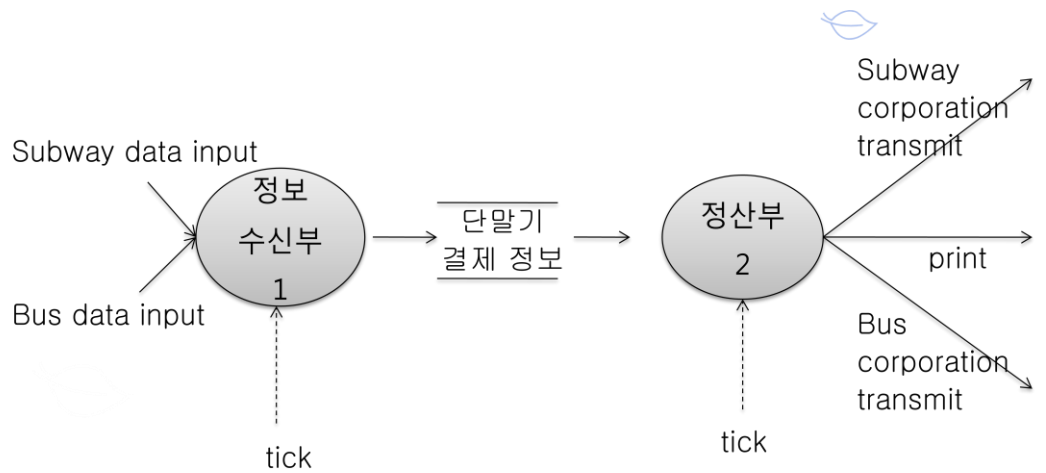 Subway data input
Bus data input
정보
수신부
1
tick
단말기
결제 정보
정산부
2
tick
Subway
corporation
transmit
print
Bus
corporation
transmit